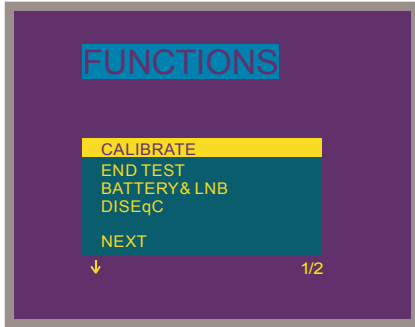 FUNCTIONS
CALIBRATE
END TEST
BATTERY& LNB
DISEqC
NEXT
↓ 1/2